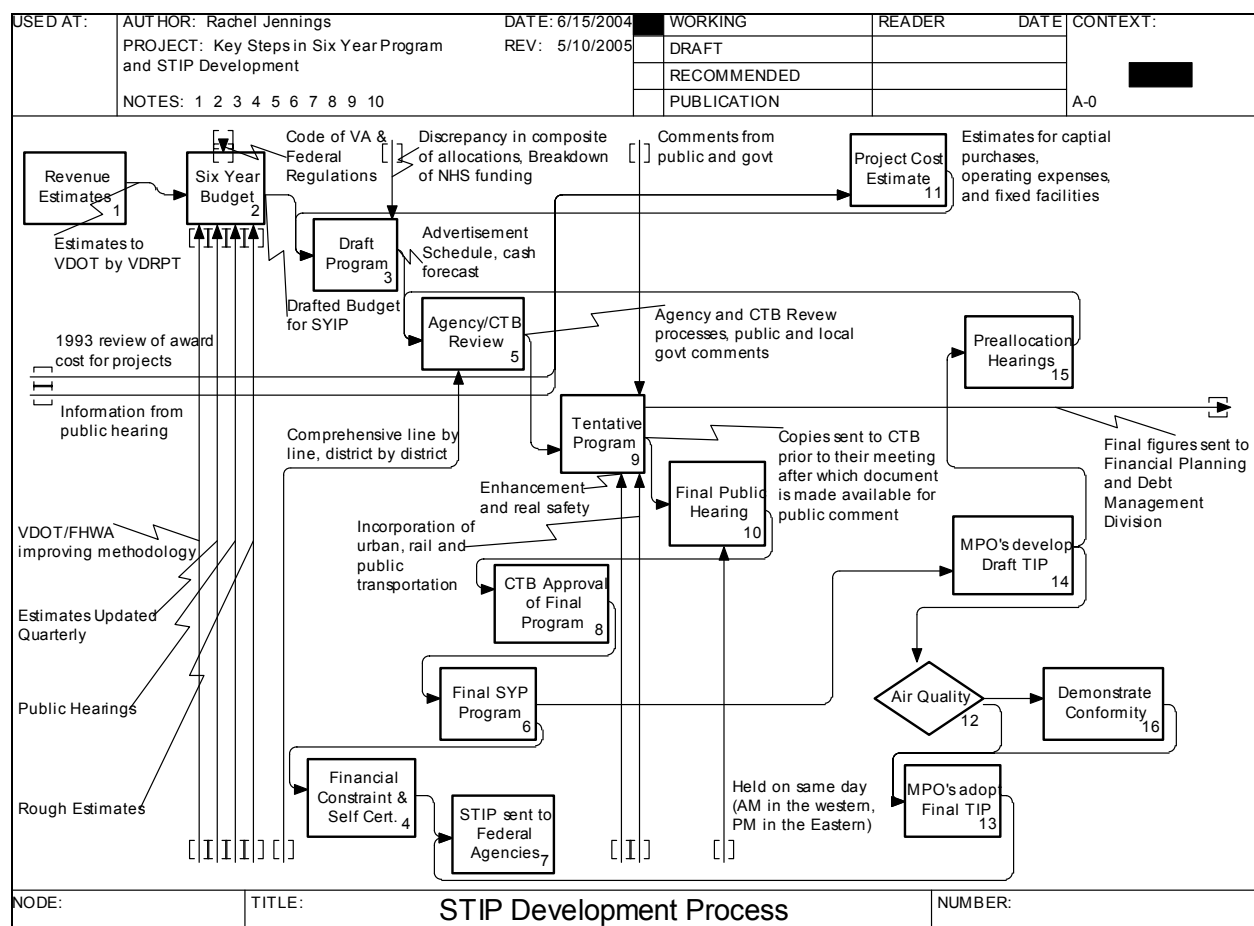 USED AT:
AUTHOR: Rachel Jennings
DATE: 6/15/2004
PROJECT: Key Steps in Six Year Program
and STIP Development
REV: 5/10/2005
NOTES: 1 2 3 4 5 6 7 8 9 10
WORKING
DRAFT
RECOMMENDED
PUBLICATION
READER
DATE
CONTEXT:
A-0
Revenue
Estimates
1
Six Year
Budget
2
Code of VA &
Federal
Regulations
Discrepancy in composite
of allocations, Breakdown
of NHS funding
Comments from
public and govt
Project Cost
Estimate
11
Estimates for captial
purchases,
operating expenses,
and fixed facilities
Estimates to
VDOT by VDRPT
Draft
Program
3
Advertisement
Schedule, cash
forecast
Drafted Budget
for SYIP
Agency/CTB
Review
5
Agency and CTB Revew
processes, public and local
govt comments
Preallocation
Hearings
15
1993 review of award
cost for projects
Information from
public hearing
Comprehensive line by
line, district by district
Tentative
Program
9
Copies sent to CTB
prior to their meeting
after which document
is made available for
public comment
Final figures sent to
Financial Planning
and Debt
Management
Division
Enhancement
and real safety
Final Public
Hearing
10
Incorporation of
urban, rail and
public
transportation
VDOT/FHWA
improving methodology
MPO's develop
Draft TIP
14
CTB Approval
of Final
Program
8
Estimates Updated
Quarterly
Public Hearings
Final SYP
Program
6
Air Quality
12
Demonstrate
Conformity
16
Rough Estimates
Financial
Constraint &
Self Cert.
4
STIP sent to
Federal
Agencies
7
Held on same day
(AM in the western,
PM in the Eastern)
MPO's adopt
Final TIP
13
NODE:
TITLE:
STIP Development Process
NUMBER: